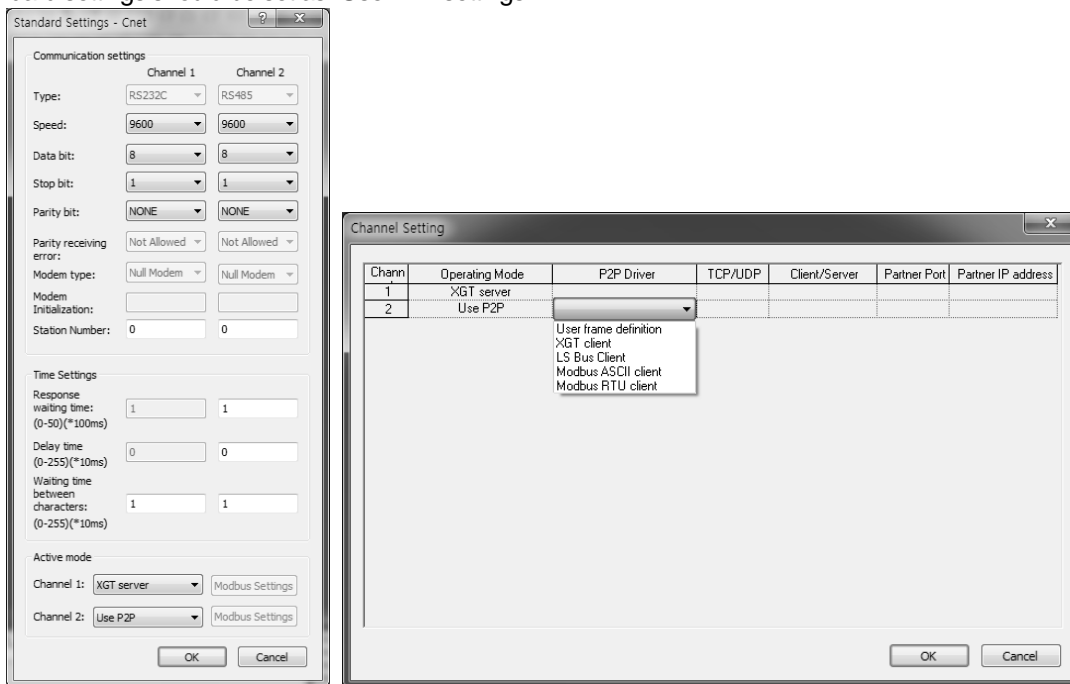 Standard Settings - Cnet
Communication settings
Channel 1 Channel 2
Type: RS232C RS485
Speed: 9600 9600
Data bit: 8 8
Stop bit: 1 1
Parity bit: NONE NONE
Parity receiving error: Not Allowed Not Allowed
Modem type: Null Modem Null Modem
Modem Initialization:
Station Number: 0 0
Time Settings
Response waiting time: (0-50)(*100ms) 1 1
Delay time (0-255)(*10ms) 0 0
Waiting time between characters: (0-255)(*10ms) 1 1
Active mode
Channel 1: XGT server Modbus Settings
Channel 2: Use P2P Modbus Settings
OK Cancel
Channel Setting
Chann Operating Mode P2P Driver TCP/UDP Client/Server Partner Port Partner IP address
1 XGT server
2 Use P2P
User frame definition
XGT client
LS Bus Client
Modbus ASCII client
Modbus RTU client
OK Cancel